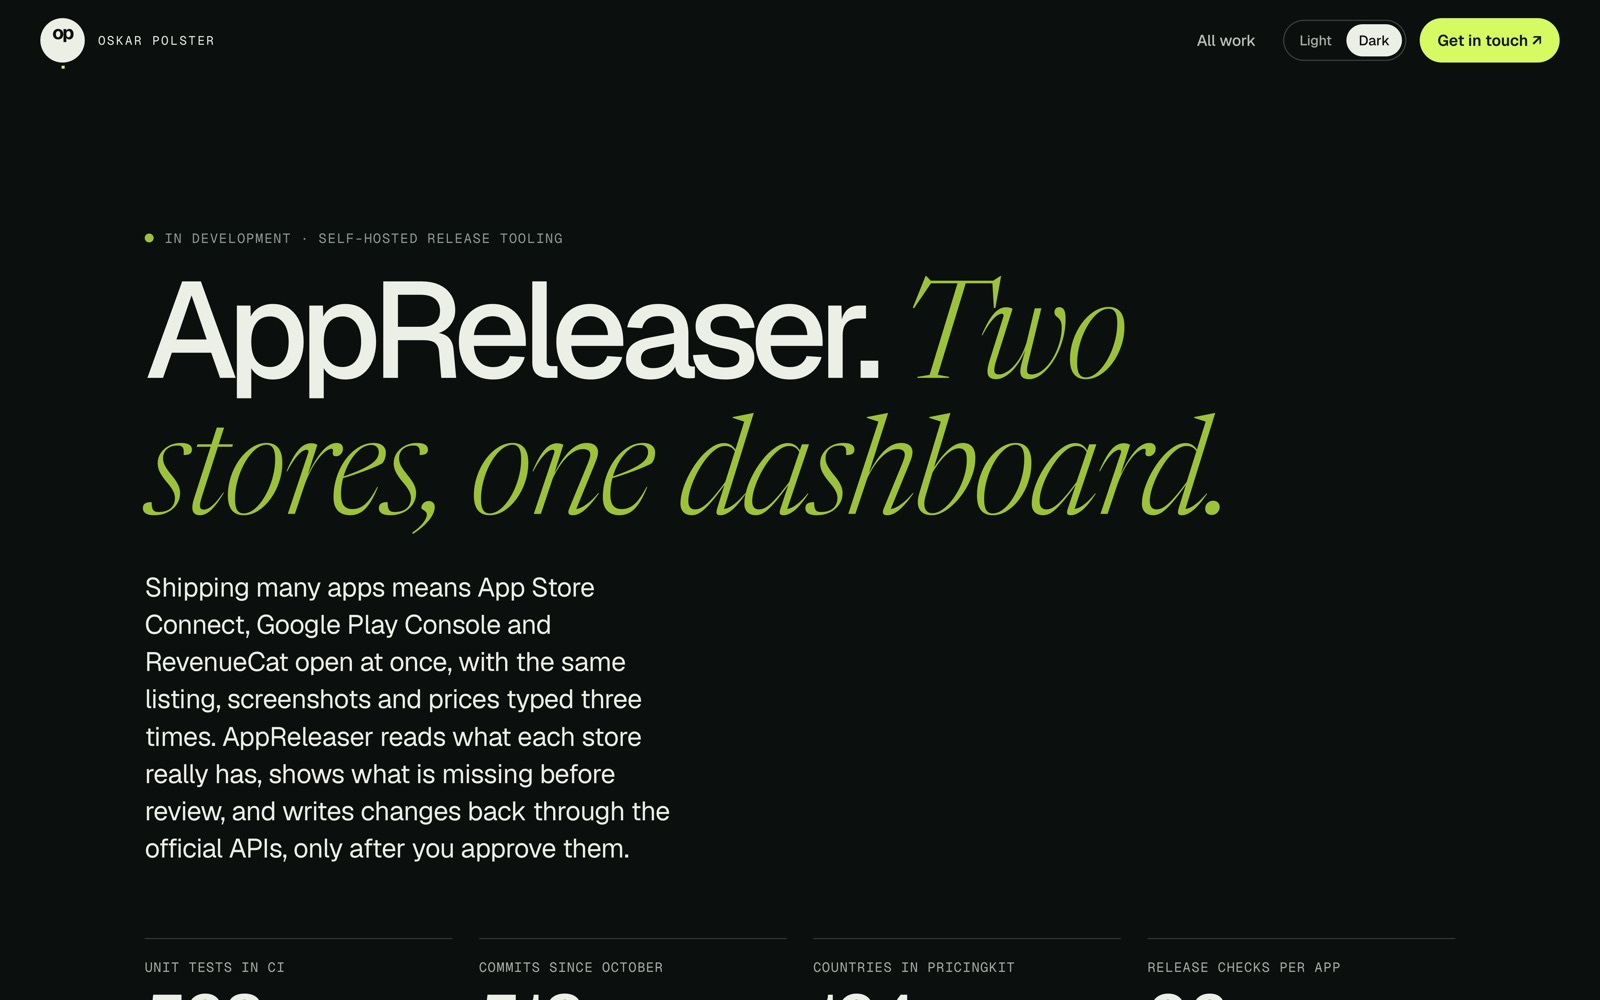 op
OSKAR POLSTER
All work
Light
Dark
Get in touch ↗
IN DEVELOPMENT · SELF-HOSTED RELEASE TOOLING
AppReleaser. Two
stores, one dashboard.
Shipping many apps means App Store
Connect, Google Play Console and
RevenueCat open at once, with the same
listing, screenshots and prices typed three
times. AppReleaser reads what each store
really has, shows what is missing before
review, and writes changes back through the
official APIs, only after you approve them.
UNIT TESTS IN CI
COMMITS SINCE OCTOBER
COUNTRIES IN PRICINGKIT
RELEASE CHECKS PER APP